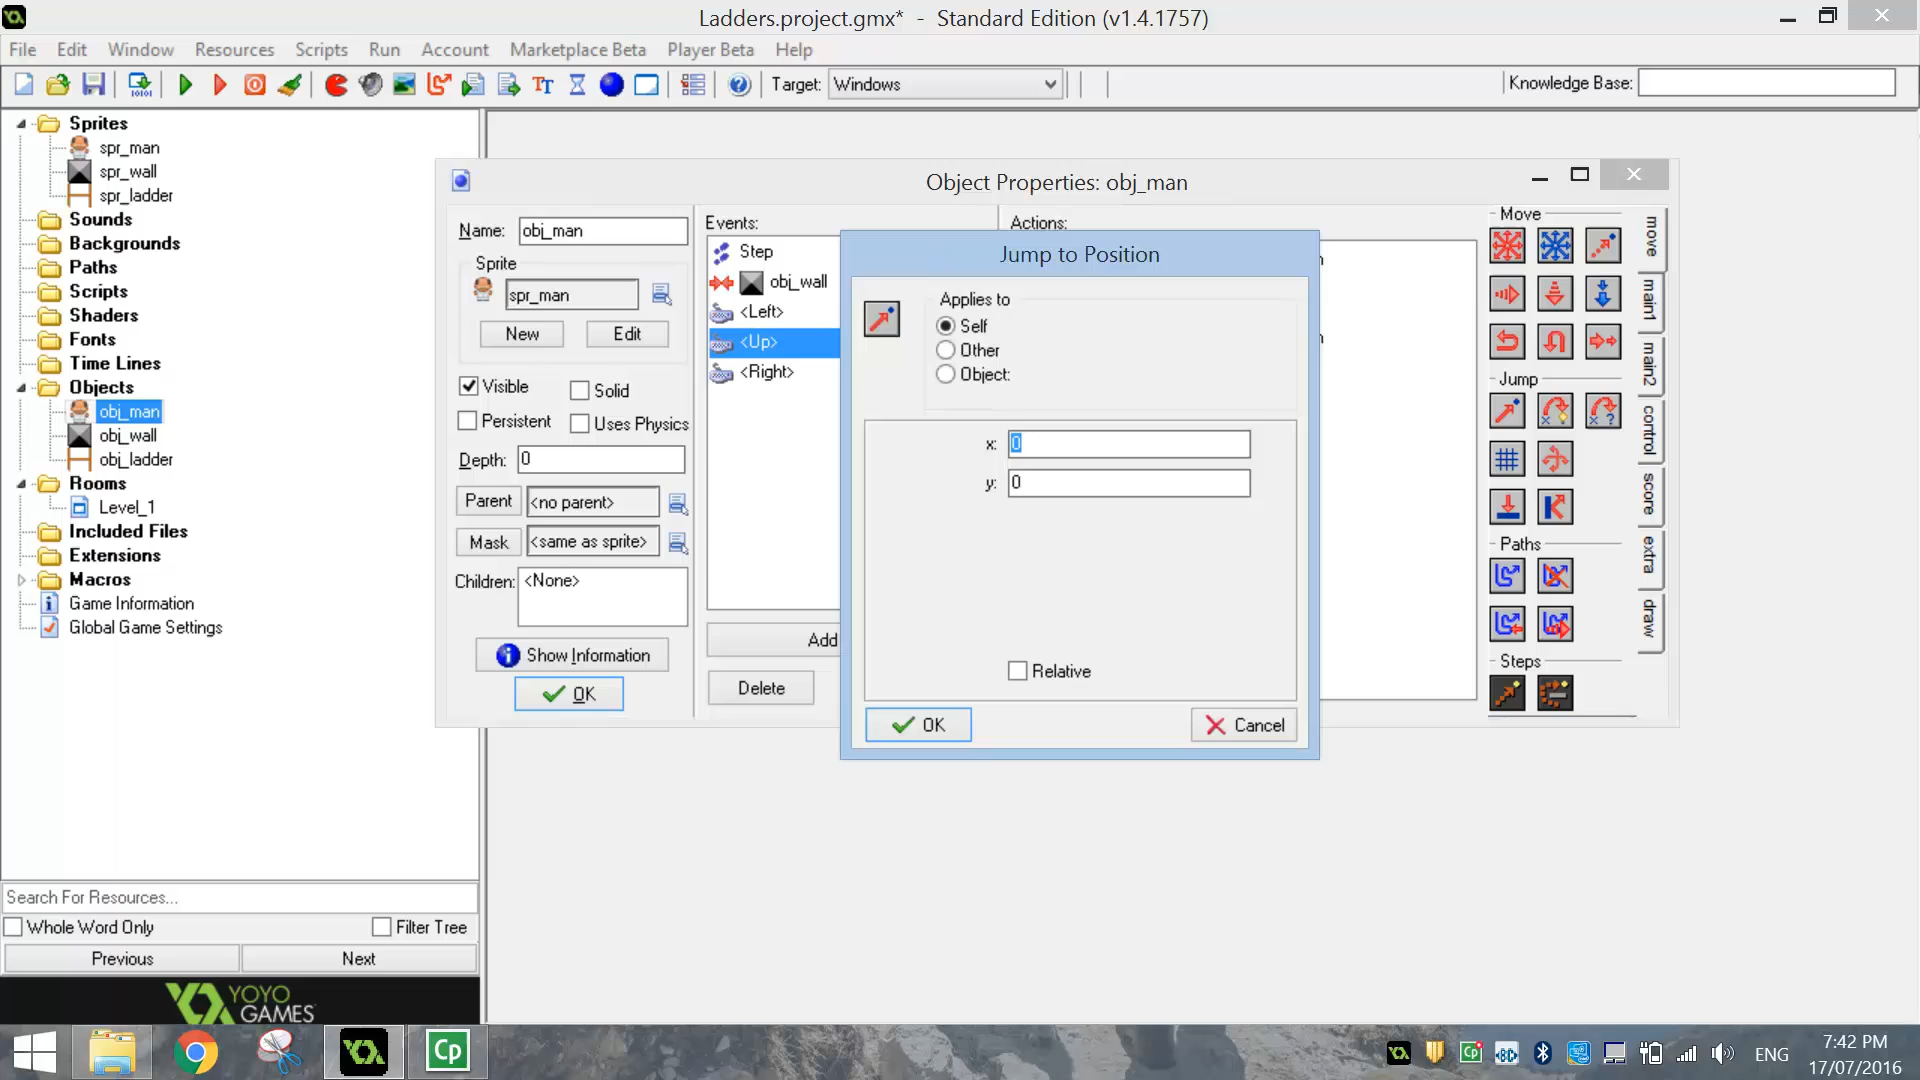 Ladders.project.gmx* - Standard Edition (v1.4.1757)
File Edit Window Resources Scripts Run Account Marketplace Beta Player Beta Help
Target: Windows
Knowledge Base:
Sprites
spr_man
spr_wall
spr_ladder
Sounds
Backgrounds
Paths
Scripts
Shaders
Fonts
Time Lines
Objects
obj_man
obj_wall
obj_ladder
Rooms
Level_1
Included Files
Extensions
Macros
Game Information
Global Game Settings
Search For Resources...
Whole Word Only
Filter Tree
Previous
Next
YOYO
GAMES
Object Properties: obj_man
Name: obj_man
Sprite
spr_man
New
Edit
Visible
Solid
Persistent
Uses Physics
Depth: 0
Parent <no parent>
Mask <same as sprite>
Children: <None>
Show Information
OK
Events:
Step
obj_wall
<Left>
<Up>
<Right>
Add
Delete
Actions:
Jump to Position
Applies to
Self
Other
Object:
x: 0
y: 0
Relative
OK
Cancel
Move
Jump
Paths
Steps
move
main1
main2
control
score
extra
draw
Cp
ENG
7:42 PM
17/07/2016